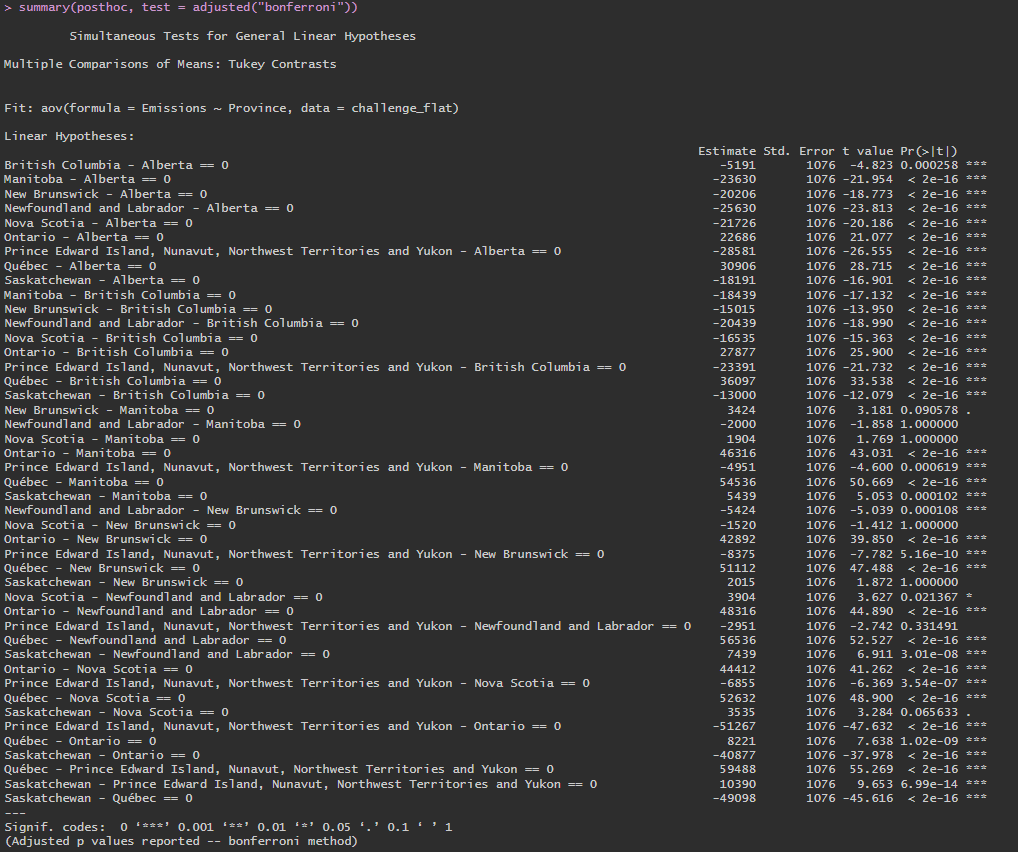 > summary(posthoc, test = adjusted("bonferroni"))
Simultaneous Tests for General Linear Hypotheses
Multiple Comparisons of Means: Tukey Contrasts
Fit: aov(formula = Emissions ~ Province, data = challenge_flat)
Linear Hypotheses:
Estimate Std. Error t value Pr(>|t|)
British Columbia - Alberta == 0 -5191 1076 -4.823 0.000258 ***
Manitoba - Alberta == 0 -23630 1076 -21.954 < 2e-16 ***
New Brunswick - Alberta == 0 -20206 1076 -18.773 < 2e-16 ***
Newfoundland and Labrador - Alberta == 0 -25630 1076 -23.813 < 2e-16 ***
Nova Scotia - Alberta == 0 -21726 1076 -20.186 < 2e-16 ***
Ontario - Alberta == 0 22686 1076 21.077 < 2e-16 ***
Prince Edward Island, Nunavut, Northwest Territories and Yukon - Alberta == 0 -28581 1076 -26.555 < 2e-16 ***
Québec - Alberta == 0 30906 1076 28.715 < 2e-16 ***
Saskatchewan - Alberta == 0 -18191 1076 -16.901 < 2e-16 ***
Manitoba - British Columbia == 0 -18439 1076 -17.132 < 2e-16 ***
New Brunswick - British Columbia == 0 -15015 1076 -13.950 < 2e-16 ***
Newfoundland and Labrador - British Columbia == 0 -20439 1076 -18.990 < 2e-16 ***
Nova Scotia - British Columbia == 0 -16535 1076 -15.363 < 2e-16 ***
Ontario - British Columbia == 0 27877 1076 25.900 < 2e-16 ***
Prince Edward Island, Nunavut, Northwest Territories and Yukon - British Columbia == 0 -23391 1076 -21.732 < 2e-16 ***
Québec - British Columbia == 0 36097 1076 33.538 < 2e-16 ***
Saskatchewan - British Columbia == 0 -13000 1076 -12.079 < 2e-16 ***
New Brunswick - Manitoba == 0 3424 1076 3.181 0.090578 .
Newfoundland and Labrador - Manitoba == 0 -2000 1076 -1.858 1.000000
Nova Scotia - Manitoba == 0 1904 1076 1.769 1.000000
Ontario - Manitoba == 0 46316 1076 43.031 < 2e-16 ***
Prince Edward Island, Nunavut, Northwest Territories and Yukon - Manitoba == 0 -4951 1076 -4.600 0.000619 ***
Québec - Manitoba == 0 54536 1076 50.669 < 2e-16 ***
Saskatchewan - Manitoba == 0 5439 1076 5.053 0.000102 ***
Newfoundland and Labrador - New Brunswick == 0 -5424 1076 -5.039 0.000108 ***
Nova Scotia - New Brunswick == 0 -1520 1076 -1.412 1.000000
Ontario - New Brunswick == 0 42892 1076 39.850 < 2e-16 ***
Prince Edward Island, Nunavut, Northwest Territories and Yukon - New Brunswick == 0 -8375 1076 -7.782 5.16e-10 ***
Québec - New Brunswick == 0 51112 1076 47.488 < 2e-16 ***
Saskatchewan - New Brunswick == 0 2015 1076 1.872 1.000000
Nova Scotia - Newfoundland and Labrador == 0 3904 1076 3.627 0.021367 *
Ontario - Newfoundland and Labrador == 0 48316 1076 44.890 < 2e-16 ***
Prince Edward Island, Nunavut, Northwest Territories and Yukon - Newfoundland and Labrador == 0 -2951 1076 -2.742 0.331491
Québec - Newfoundland and Labrador == 0 56536 1076 52.527 < 2e-16 ***
Saskatchewan - Newfoundland and Labrador == 0 7439 1076 6.911 3.01e-08 ***
Ontario - Nova Scotia == 0 44412 1076 41.262 < 2e-16 ***
Prince Edward Island, Nunavut, Northwest Territories and Yukon - Nova Scotia == 0 -6855 1076 -6.369 3.54e-07 ***
Québec - Nova Scotia == 0 52632 1076 48.900 < 2e-16 ***
Saskatchewan - Nova Scotia == 0 3535 1076 3.284 0.065633 .
Prince Edward Island, Nunavut, Northwest Territories and Yukon - Ontario == 0 -51267 1076 -47.632 < 2e-16 ***
Québec - Ontario == 0 8221 1076 7.638 1.02e-09 ***
Saskatchewan - Ontario == 0 -40877 1076 -37.978 < 2e-16 ***
Québec - Prince Edward Island, Nunavut, Northwest Territories and Yukon == 0 59488 1076 55.269 < 2e-16 ***
Saskatchewan - Prince Edward Island, Nunavut, Northwest Territories and Yukon == 0 10390 1076 9.653 6.99e-14 ***
Saskatchewan - Québec == 0 -49098 1076 -45.616 < 2e-16 ***
---
Signif. codes: 0 ‘***’ 0.001 ‘**’ 0.01 ‘*’ 0.05 ‘.’ 0.1 ‘ ’ 1
(Adjusted p values reported -- bonferroni method)